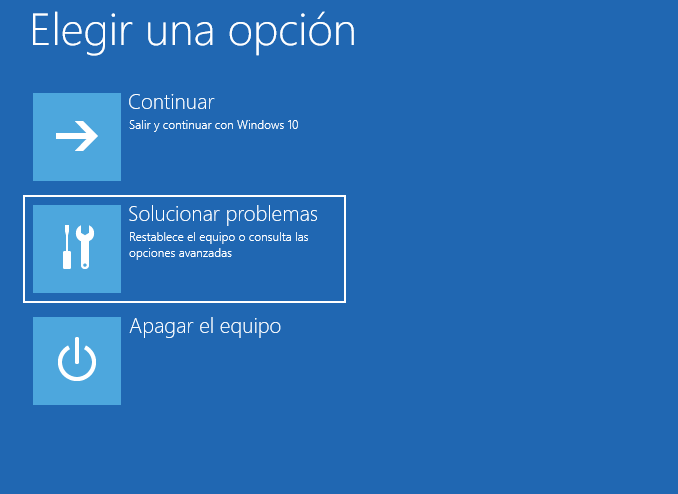 Elegir una opción
Continuar
Salir y continuar con Windows 10
Solucionar problemas
Restablece el equipo o consulta las
opciones avanzadas
Apagar el equipo